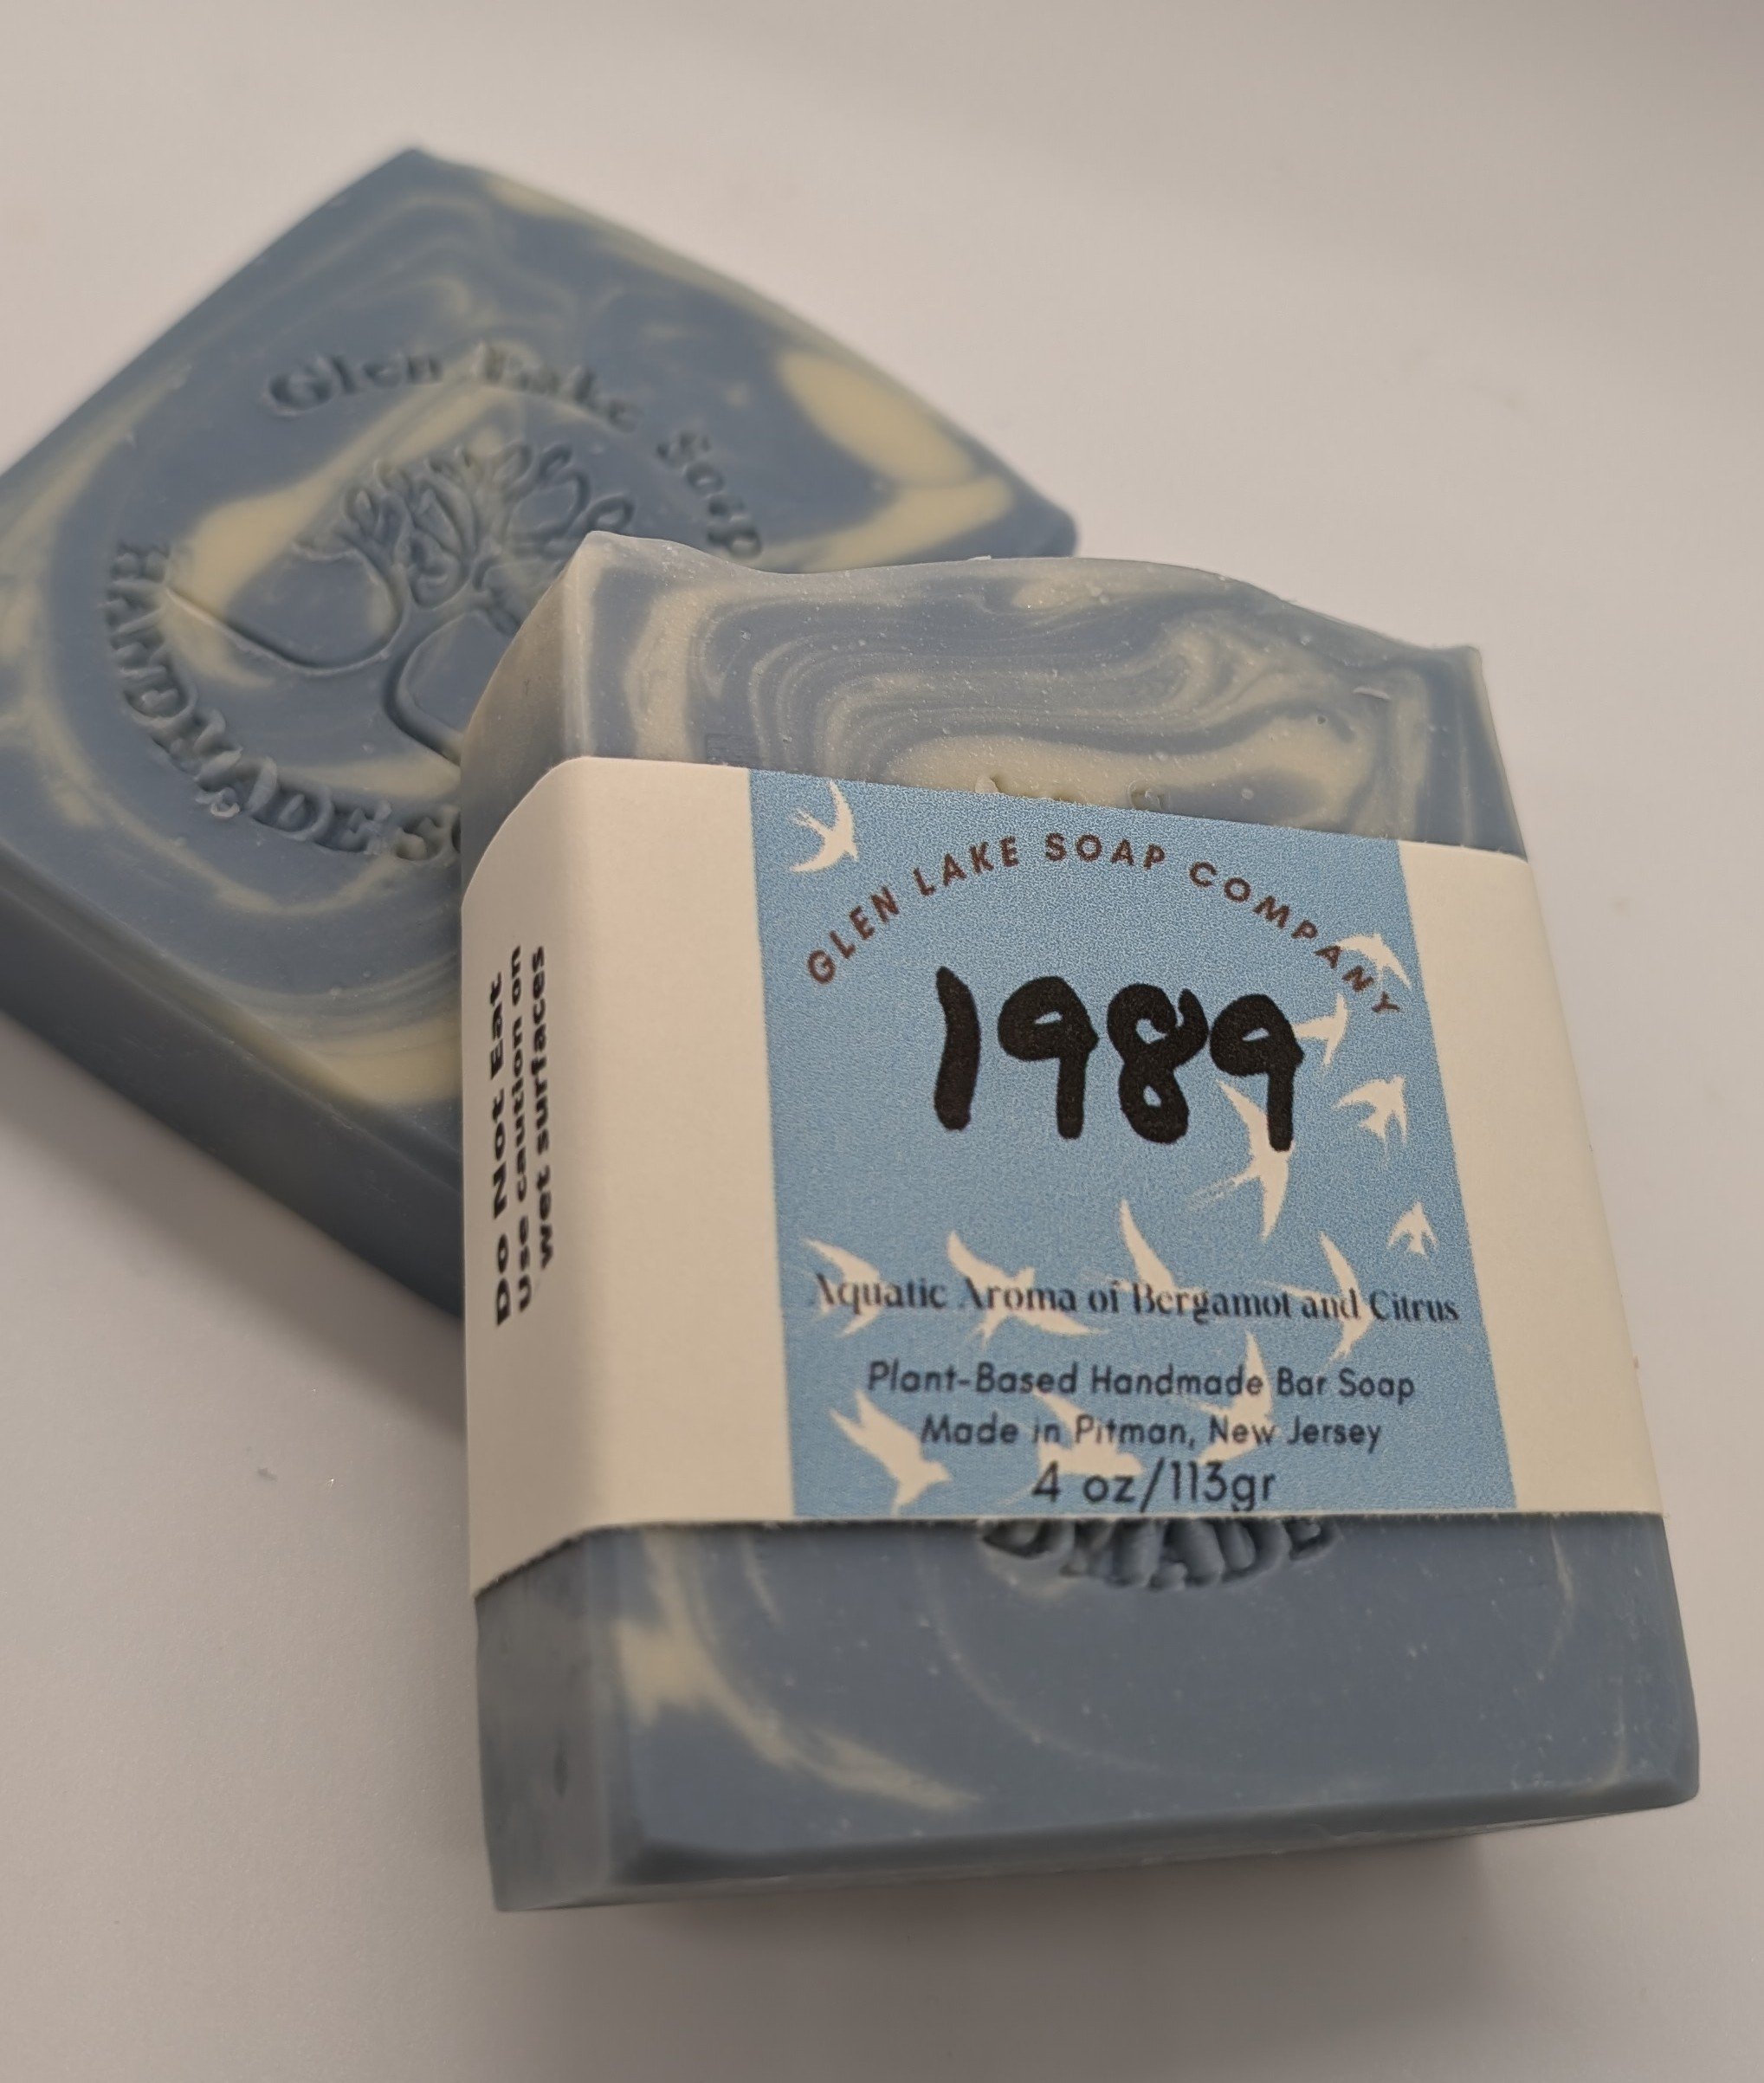 Glen Lake Soap
HANDMADE
GLEN LAKE SOAP COMPANY
1989
Aquatic Aroma of Bergamot and Citrus
Plant-Based Handmade Bar Soap
Made in Pitman, New Jersey
4 oz/113gr
Do Not Eat
Use caution on
wet surfaces
DMADE